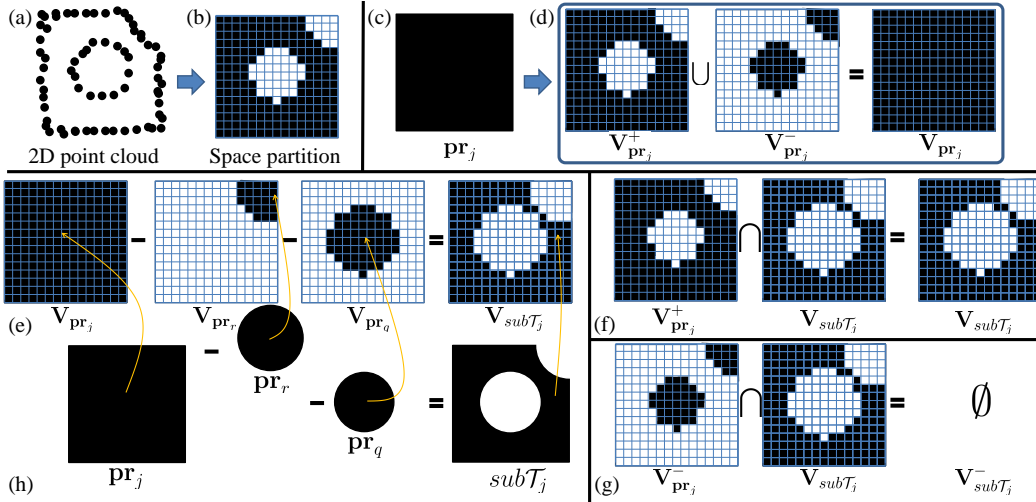 (a)
(b)
(c)
(d)
2D point cloud
Space partition
pr_j
V^+_{pr_j}
∪
V^-_{pr_j}
=
V_{pr_j}
-
-
=
(e)
V_{pr_j}
V_{pr_r}
V_{pr_q}
V_{subT_j}
∩
=
(f)
V^+_{pr_j}
V_{subT_j}
V_{subT_j}
-
pr_r
-
pr_q
=
(h)
pr_j
subT_j
∩
=
∅
(g)
V^-_{pr_j}
V_{subT_j}
V^-_{subT_j}